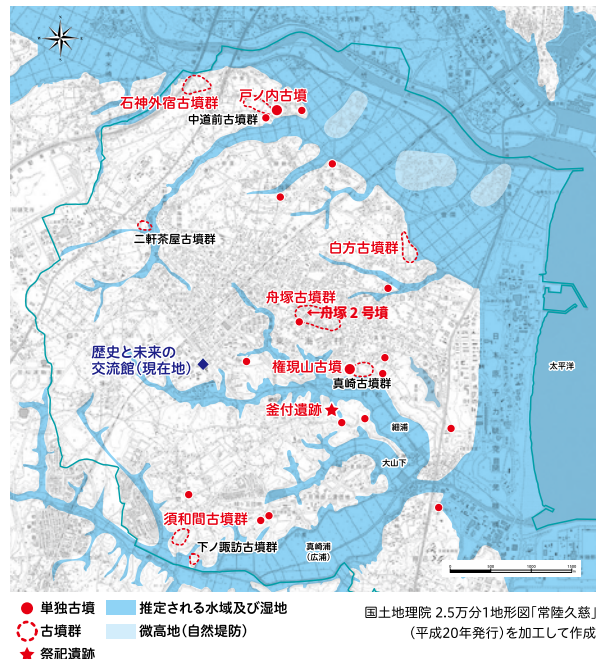 石神外宿古墳群
戸ノ内古墳
中道前古墳群
二軒茶屋古墳群
白方古墳群
舟塚古墳群
←舟塚2号墳
歴史と未来の
交流館（現在地）
権現山古墳
真崎古墳群
太平洋
釜付遺跡
細浦
大山下
須和間古墳群
下ノ諏訪古墳群
真崎浦
（広浦）
単独古墳
推定される水域及び湿地
古墳群
微高地（自然堤防）
祭祀遺跡
国土地理院 2.5万分1地形図「常陸久慈」
（平成20年発行）を加工して作成